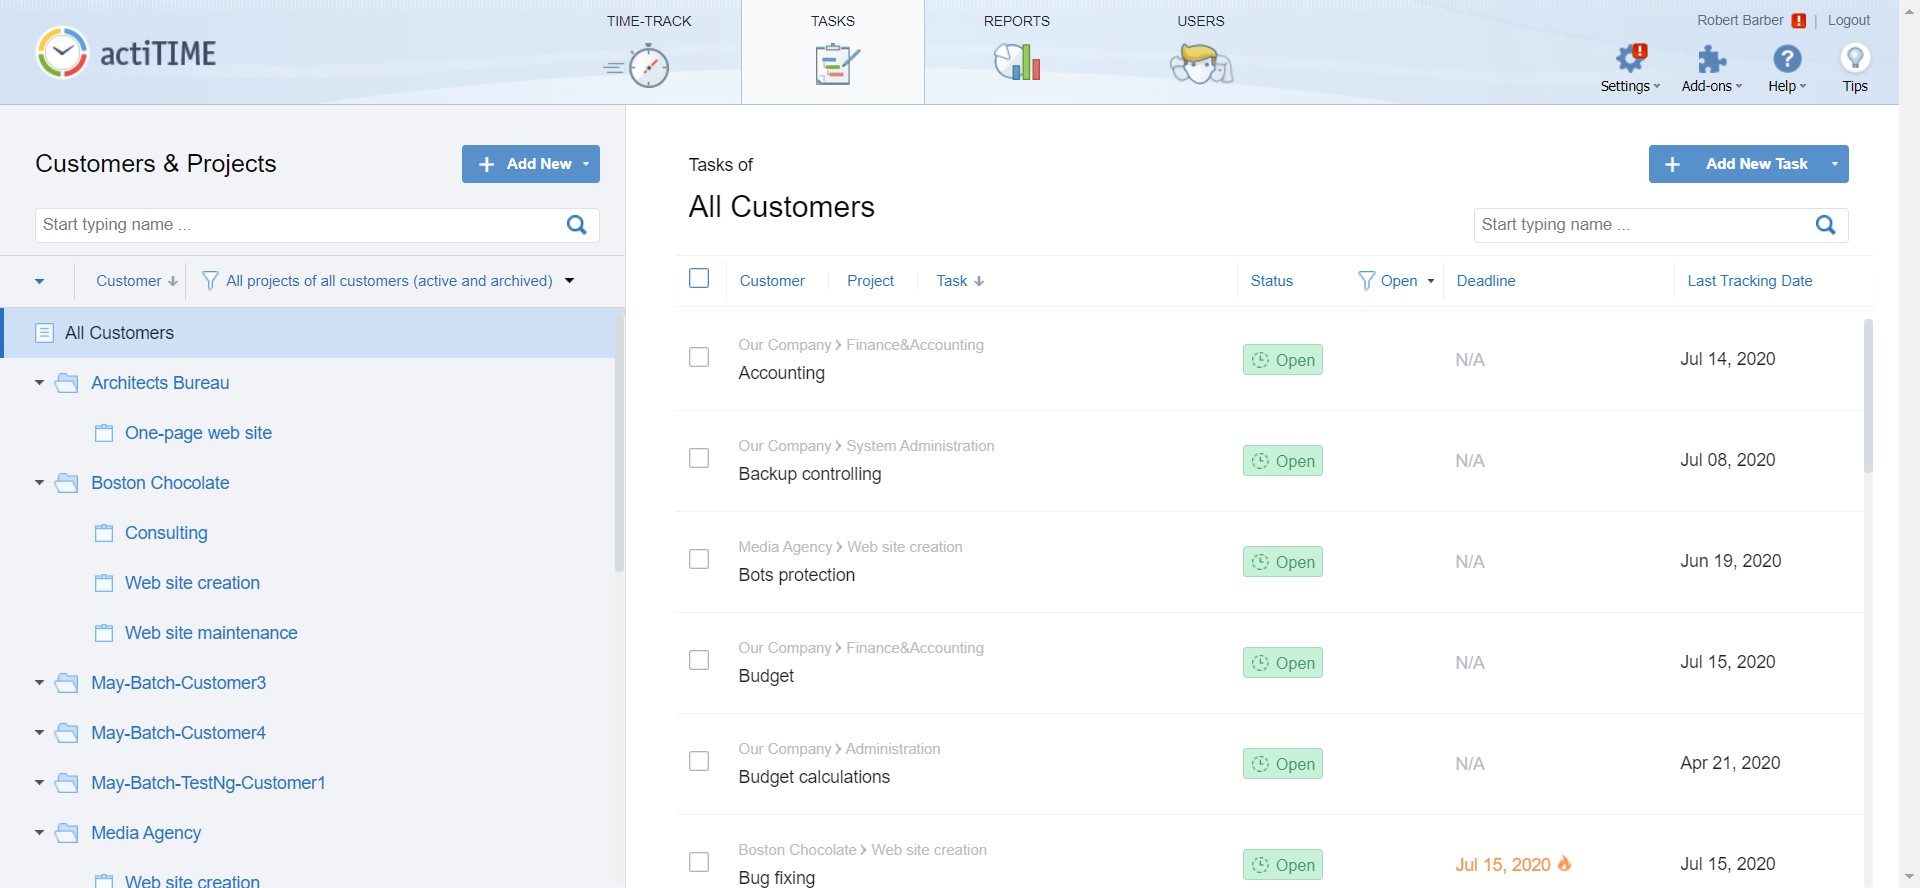 TIME-TRACK
TASKS
REPORTS
USERS
Robert Barber
|
Logout
actiTIME
Settings
Add-ons
Help
Tips
Customers & Projects
Add New
Start typing name ...
Customer
All projects of all customers (active and archived)
All Customers
Architects Bureau
One-page web site
Boston Chocolate
Consulting
Web site creation
Web site maintenance
May-Batch-Customer3
May-Batch-Customer4
May-Batch-TestNg-Customer1
Media Agency
Web site creation
Tasks of
All Customers
Add New Task
Start typing name ...
Customer
Project
Task
Status
Open
Deadline
Last Tracking Date
Our Company > Finance&Accounting
Accounting
Open
N/A
Jul 14, 2020
Our Company > System Administration
Backup controlling
Open
N/A
Jul 08, 2020
Media Agency > Web site creation
Bots protection
Open
N/A
Jun 19, 2020
Our Company > Finance&Accounting
Budget
Open
N/A
Jul 15, 2020
Our Company > Administration
Budget calculations
Open
N/A
Apr 21, 2020
Boston Chocolate > Web site creation
Bug fixing
Open
Jul 15, 2020
Jul 15, 2020